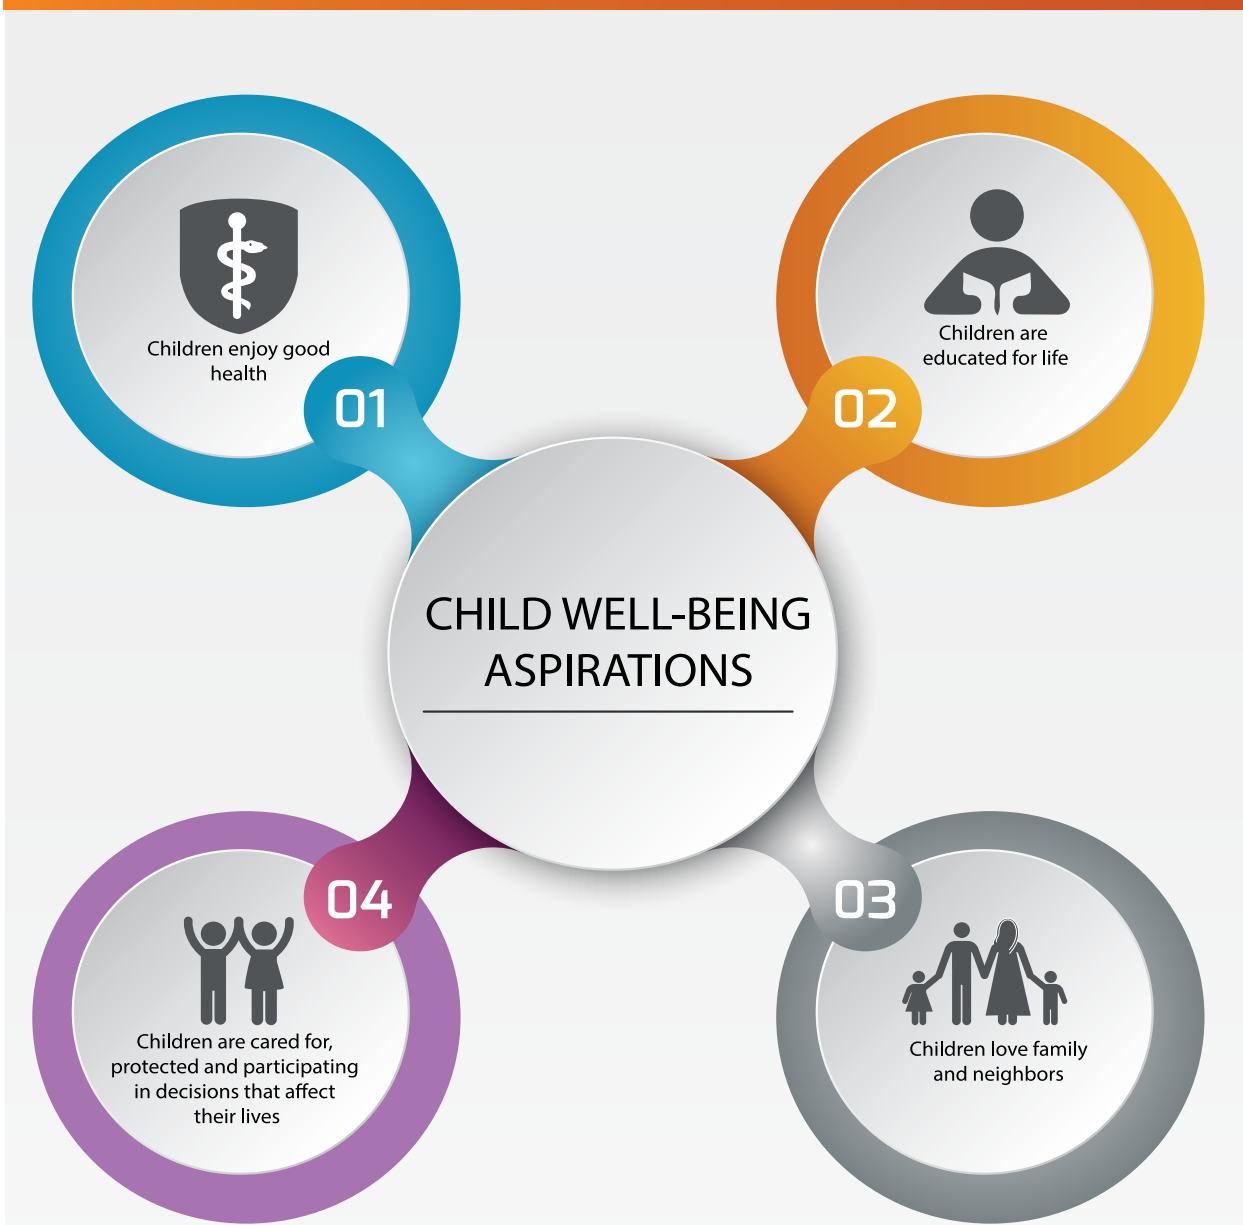 Children enjoy good
health
01
Children are
educated for life
02
CHILD WELL-BEING
ASPIRATIONS
03
Children love family
and neighbors
04
Children are cared for,
protected and participating
in decisions that affect
their lives